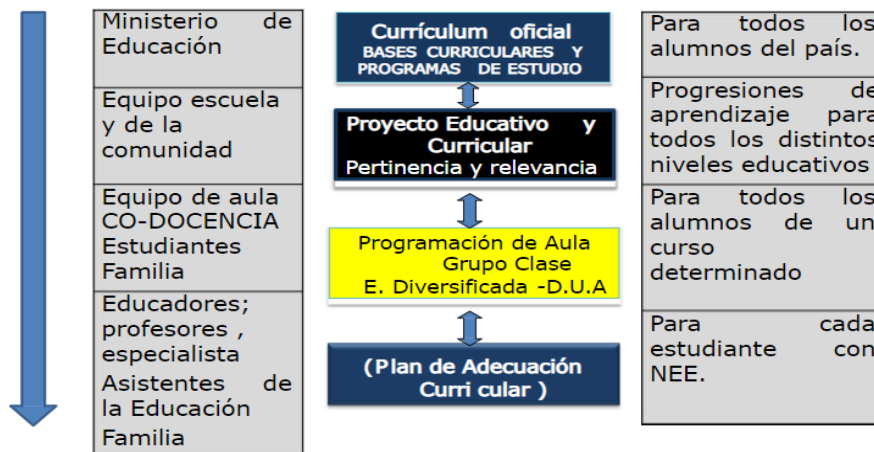 Ministerio de
Educación
Equipo escuela
y de la
comunidad
Equipo de aula
CO-DOCENCIA
Estudiantes
Familia
Educadores;
profesores ,
especialista
Asistentes de
la Educación
Familia
Currículum oficial
BASES CURRICULARES Y
PROGRAMAS DE ESTUDIO
Proyecto Educativo y
Curricular
Pertinencia y relevancia
Programación de Aula
Grupo Clase
E. Diversificada -D.U.A
(Plan de Adecuación
Curri cular )
Para todos los
alumnos del país.
Progresiones de
aprendizaje para
todos los distintos
niveles educativos
Para todos los
alumnos de un
curso
determinado
Para cada
estudiante con
NEE.